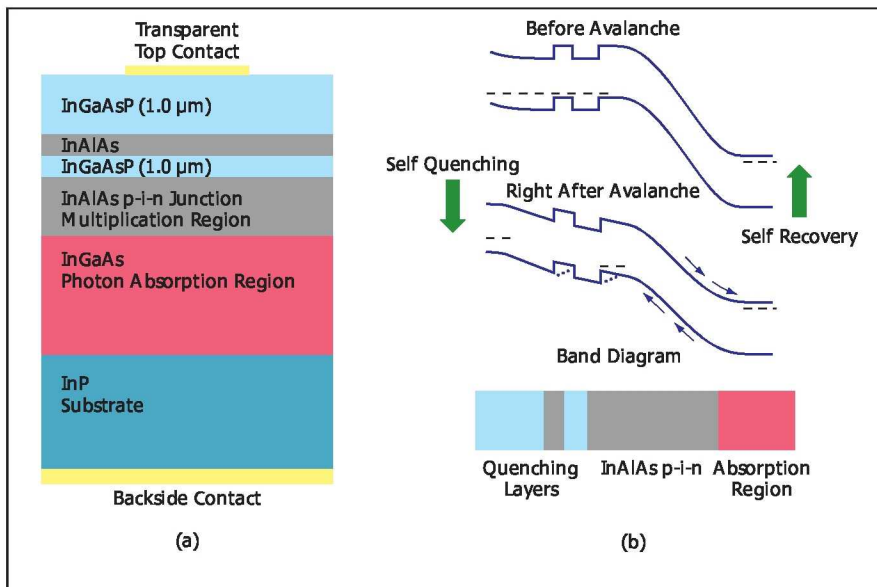 Transparent
Top Contact
InGaAsP (1.0 µm)
InAlAs
InGaAsP (1.0 µm)
InAlAs p-i-n Junction
Multiplication Region
InGaAs
Photon Absorption Region
InP
Substrate
Backside Contact
(a)
Before Avalanche
Self Quenching
Right After Avalanche
Self Recovery
Band Diagram
Quenching
Layers
InAlAs p-i-n
Absorption
Region
(b)